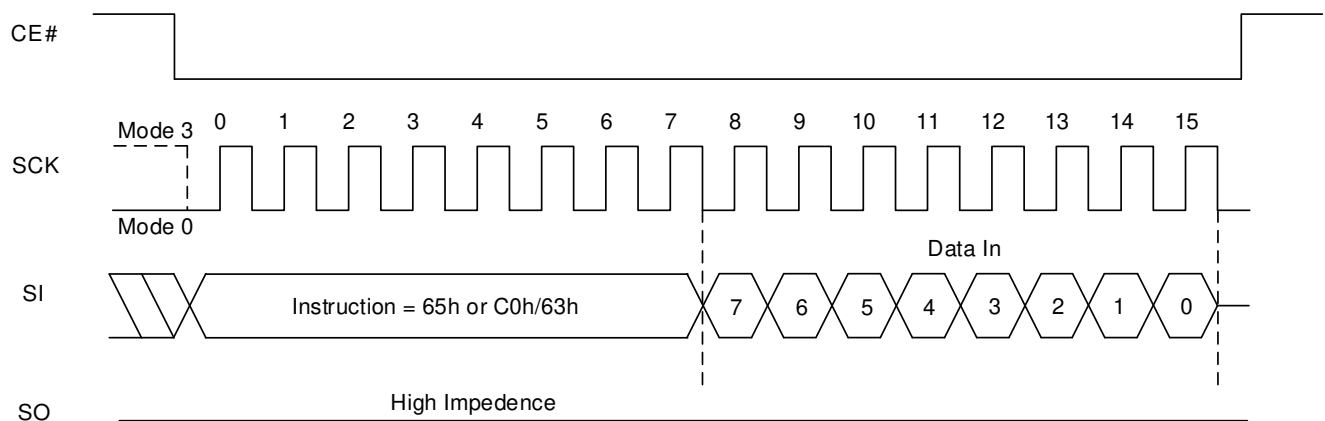 CE#
Mode 3 0 1 2 3 4 5 6 7 8 9 10 11 12 13 14 15
SCK
Mode 0
Data In
SI Instruction = 65h or C0h/63h 7 6 5 4 3 2 1 0
High Impedence
SO